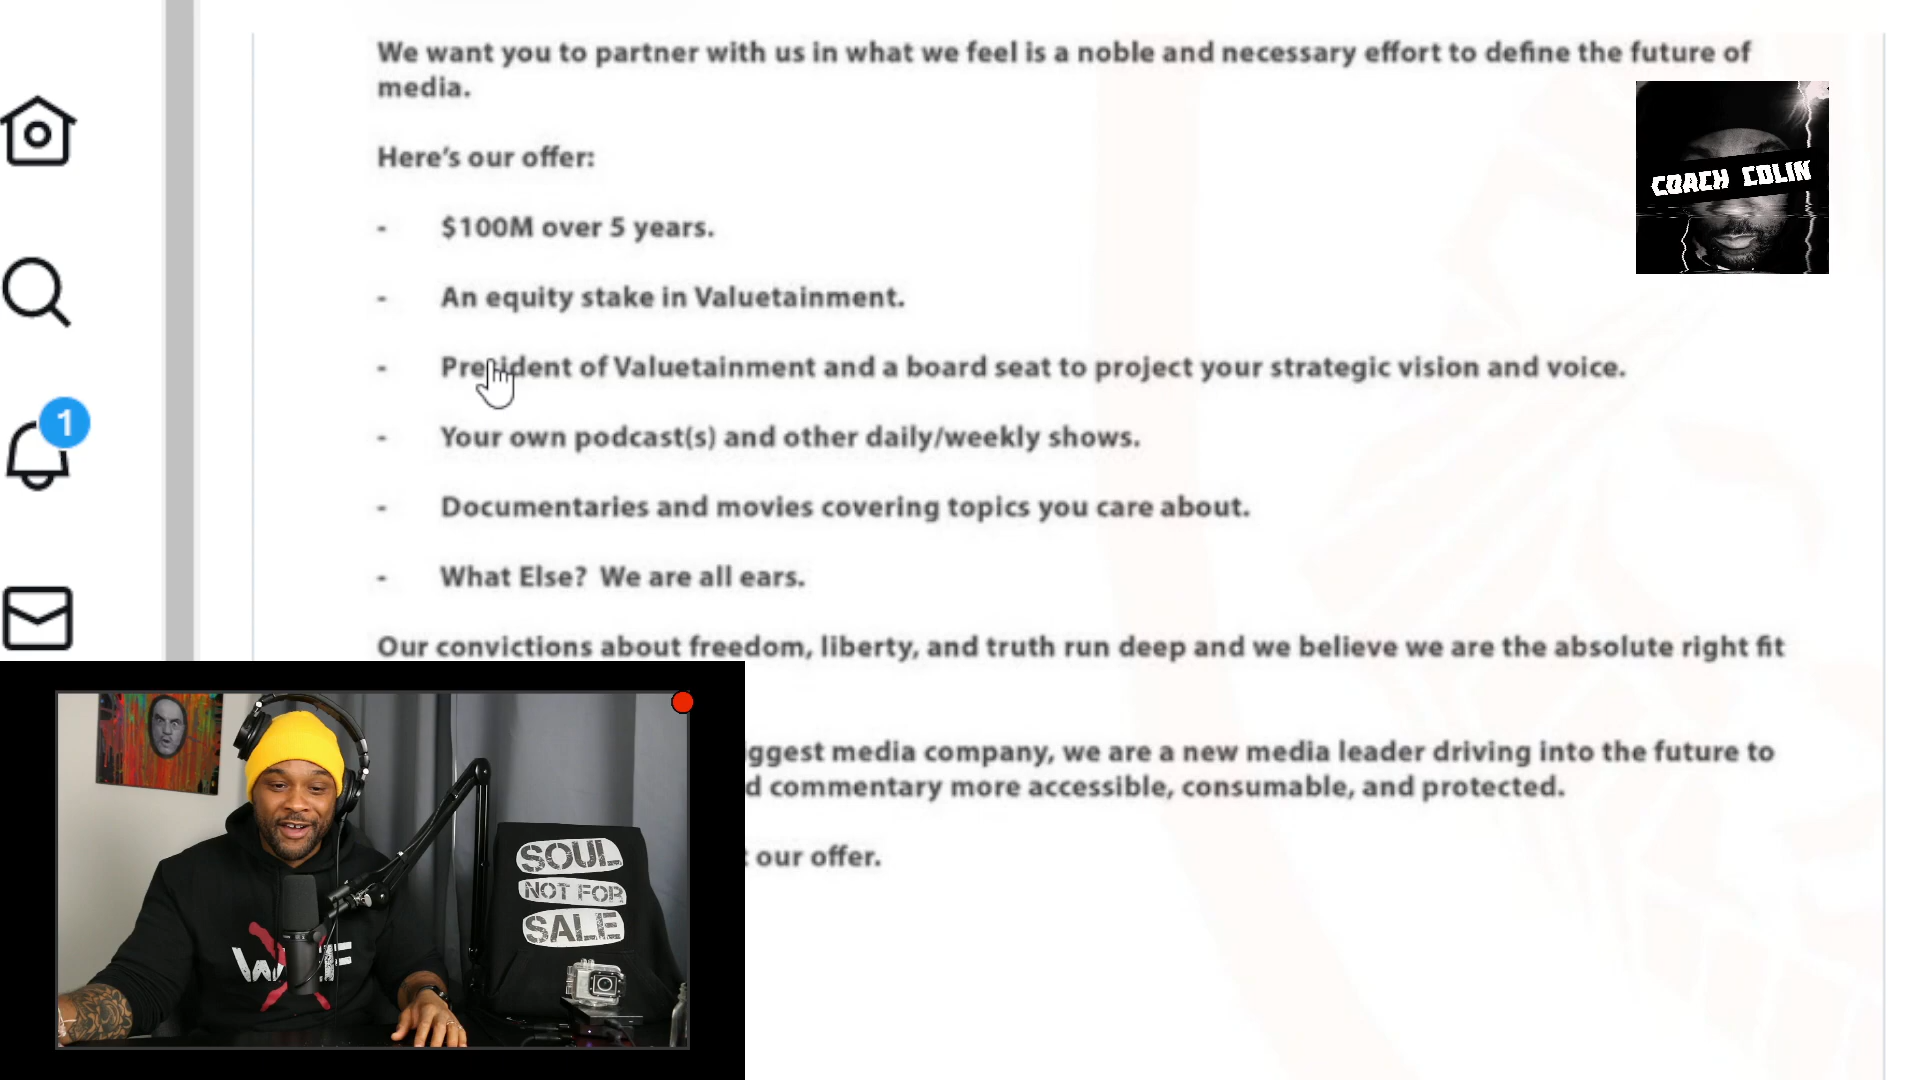 We want you to partner with us in what we feel is a noble and necessary effort to define the future of
media.
COACH COLIN
Here's our offer:
- $100M over 5 years.
- An equity stake in Valuetainment.
- President of Valuetainment and a board seat to project your strategic vision and voice.
1
- Your own podcast(s) and other daily/weekly shows.
- Documentaries and movies covering topics you care about.
- What Else? We are all ears.
Our convictions about freedom, liberty, and truth run deep and we believe we are the absolute right fit
media company, we are a new media leader driving into the future to
commentary more accessible, consumable, and protected.
our offer.
SOUL
NOT FOR
SALE